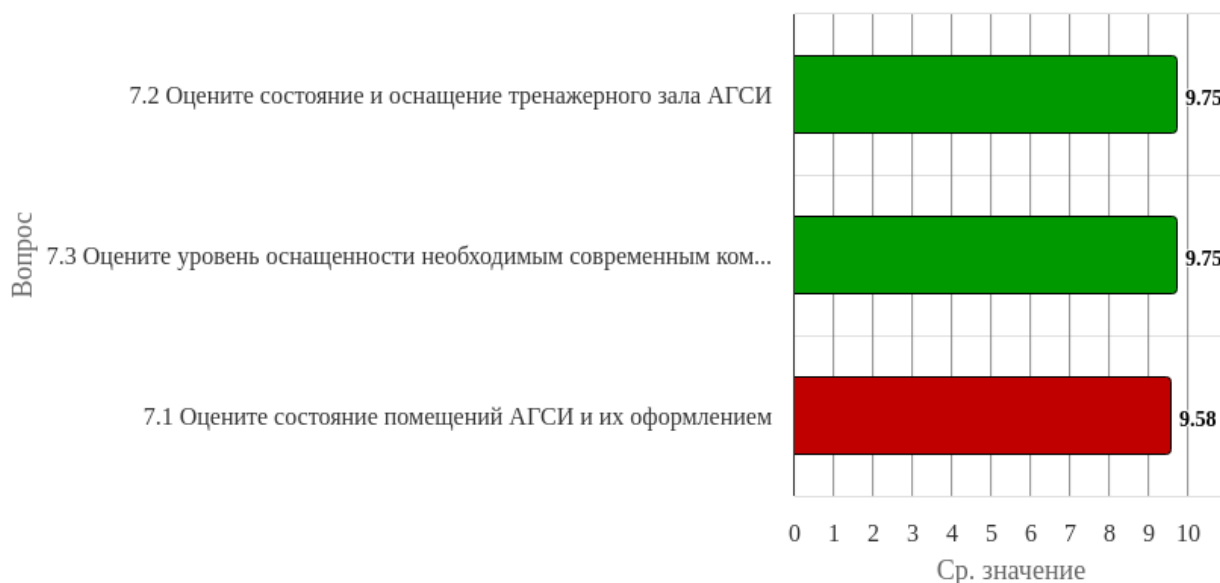 7.2 Оцените состояние и оснащение тренажерного зала АГСИ
9.75
Вопрос
7.3 Оцените уровень оснащенности необходимым современным ком...
9.75
7.1 Оцените состояние помещений АГСИ и их оформлением
9.58
0 1 2 3 4 5 6 7 8 9 10
Ср. значение